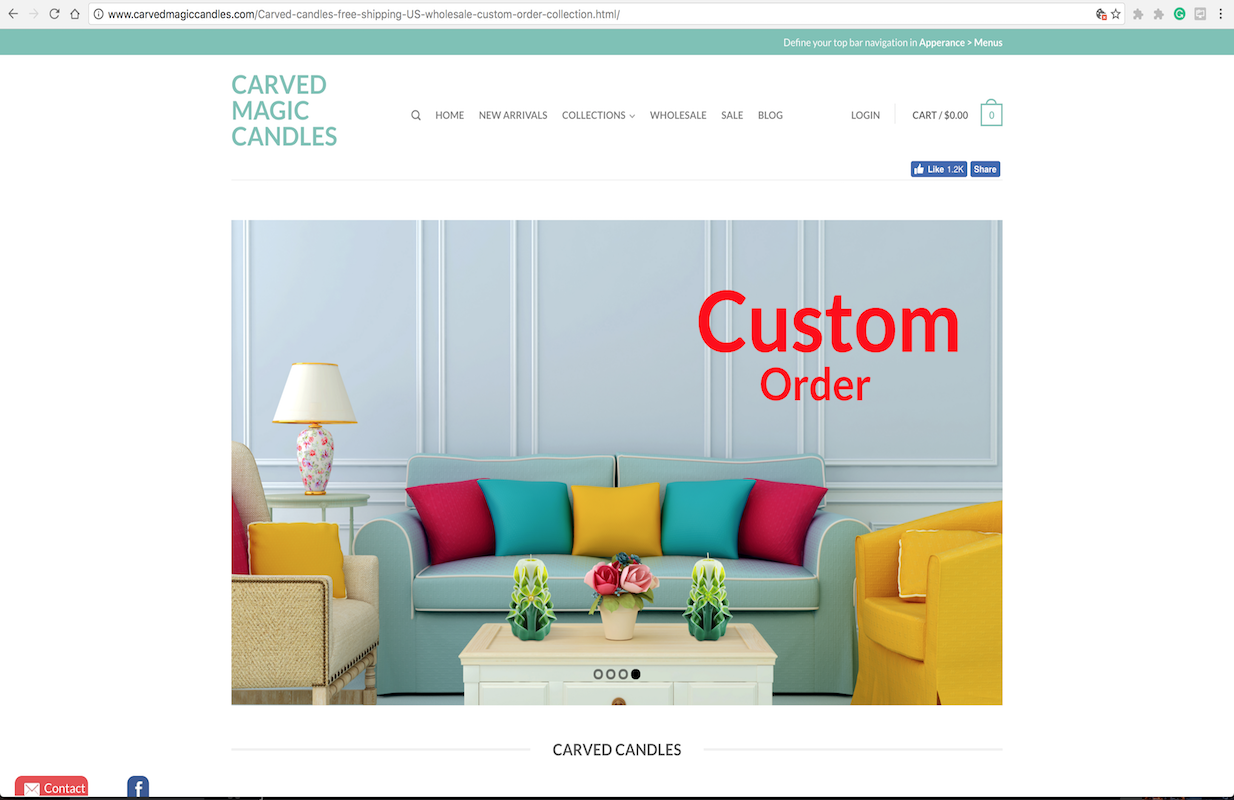 www.carvedmagiccandles.com/Carved-candles-free-shipping-US-wholesale-custom-order-collection.html/
Define your top bar navigation in Apperance > Menus
CARVED
MAGIC
CANDLES
HOME NEW ARRIVALS COLLECTIONS WHOLESALE SALE BLOG LOGIN CART / $0.00 0
Like 1.2K Share
Custom
Order
CARVED CANDLES
Contact